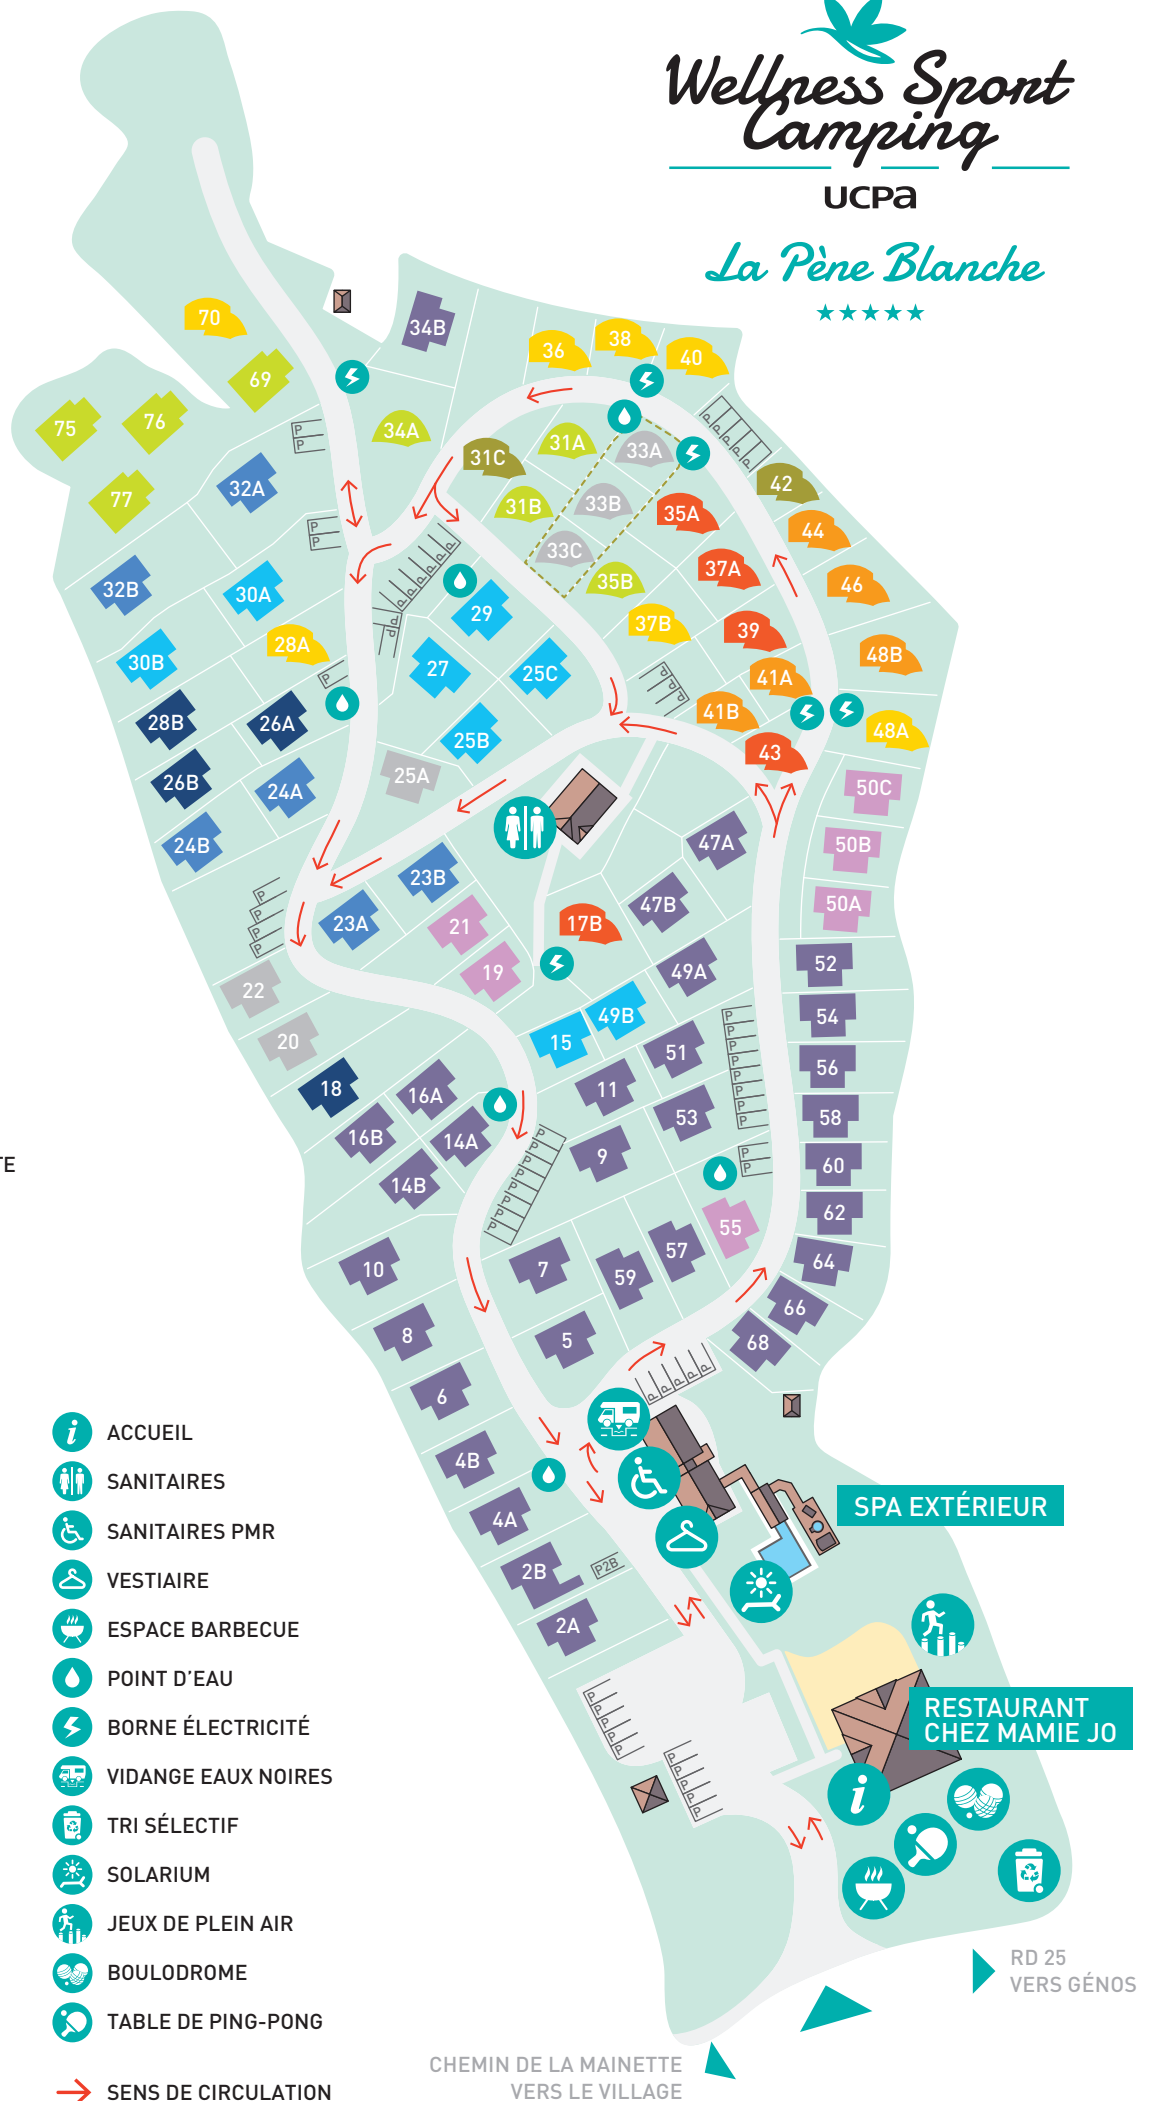 Wellness Sport
Camping
UCPA
La Pène Blanche
70
34B
36
38
40
69
75
76
34A
31A
33A
31C
77
32A
42
31B
33B
35A
44
33C
37A
32B
30A
35B
46
29
28A
37B
39
30B
27
25C
48B
41A
28B
26A
25B
41B
48A
43
26B
24A
25A
50C
24B
47A
50B
23B
47B
50A
23A
21
17B
19
49A
52
22
49B
54
20
15
51
56
18
16A
11
53
58
16B
14A
9
60
14B
62
55
10
7
59
57
64
66
8
5
68
6
4B
4A
2B
P2B
2A
P
TE
SPA EXTÉRIEUR
RESTAURANT
CHEZ MAMIE JO
ACCUEIL
SANITAIRES
SANITAIRES PMR
VESTIAIRE
ESPACE BARBECUE
POINT D'EAU
BORNE ÉLECTRICITÉ
VIDANGE EAUX NOIRES
TRI SÉLECTIF
SOLARIUM
JEUX DE PLEIN AIR
BOULODROME
TABLE DE PING-PONG
SENS DE CIRCULATION
RD 25
VERS GÉNOS
CHEMIN DE LA MAINETTE
VERS LE VILLAGE